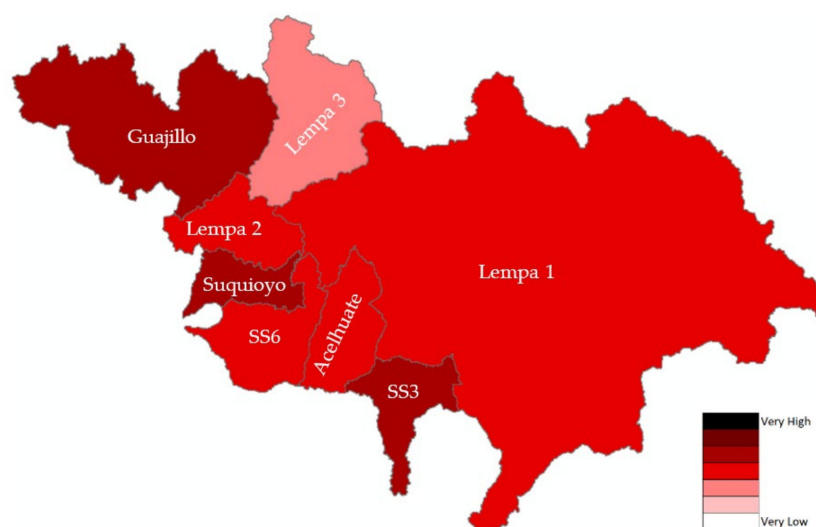 Guajillo
Lempa 3
Lempa 2
Lempa 1
Suquioyo
SS6
Acelhuate
SS3
Very High
Very Low